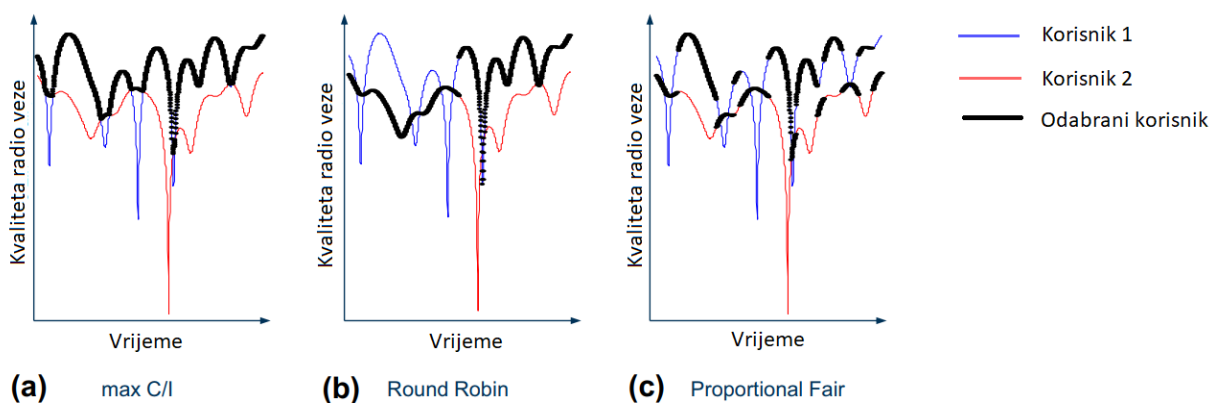 Kvaliteta radio veze
Vrijeme
(a) max C/I
Kvaliteta radio veze
Vrijeme
(b) Round Robin
Kvaliteta radio veze
Vrijeme
(c) Proportional Fair
Korisnik 1
Korisnik 2
Odabrani korisnik